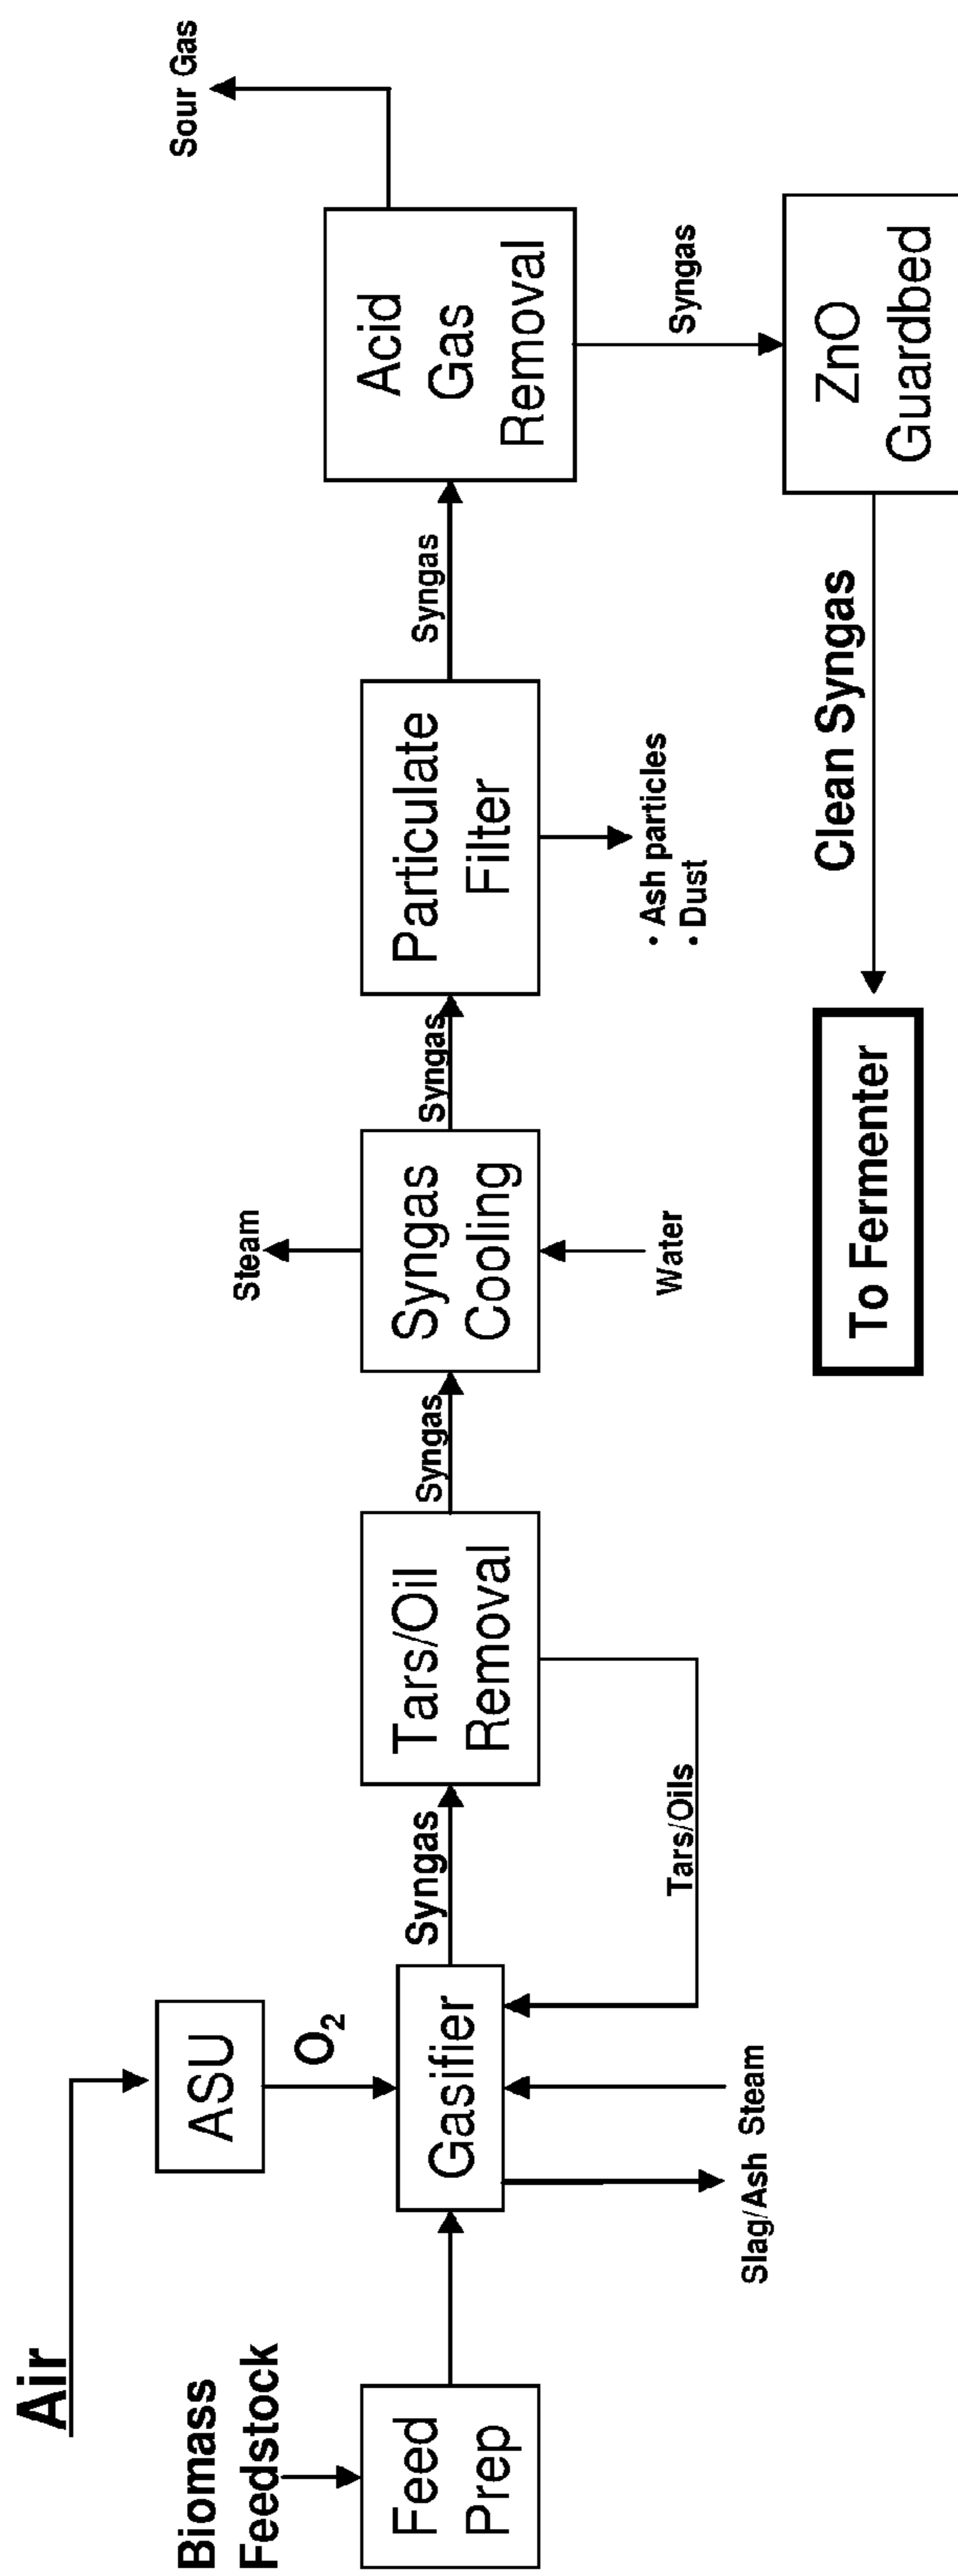 Air
Biomass
Feedstock
Feed
Prep
ASU
O₂
Gasifier
Slag/Ash
Steam
Syngas
Tars/Oil
Removal
Tars/Oils
Syngas
Syngas
Cooling
Steam
Water
Syngas
Particulate
Filter
• Ash particles
• Dust
Syngas
Acid
Gas
Removal
Sour Gas
Syngas
ZnO
Guardbed
Clean Syngas
To Fermenter